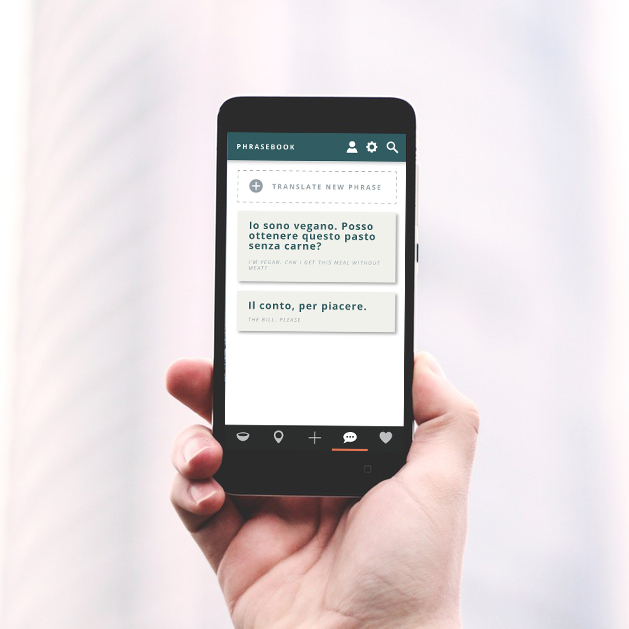 PHRASEBOOK
TRANSLATE NEW PHRASE
Io sono vegano. Posso
ottenere questo pasto
senza carne?
I'M VEGAN. CAN I GET THIS MEAL WITHOUT
MEAT?
Il conto, per piacere.
THE BILL, PLEASE